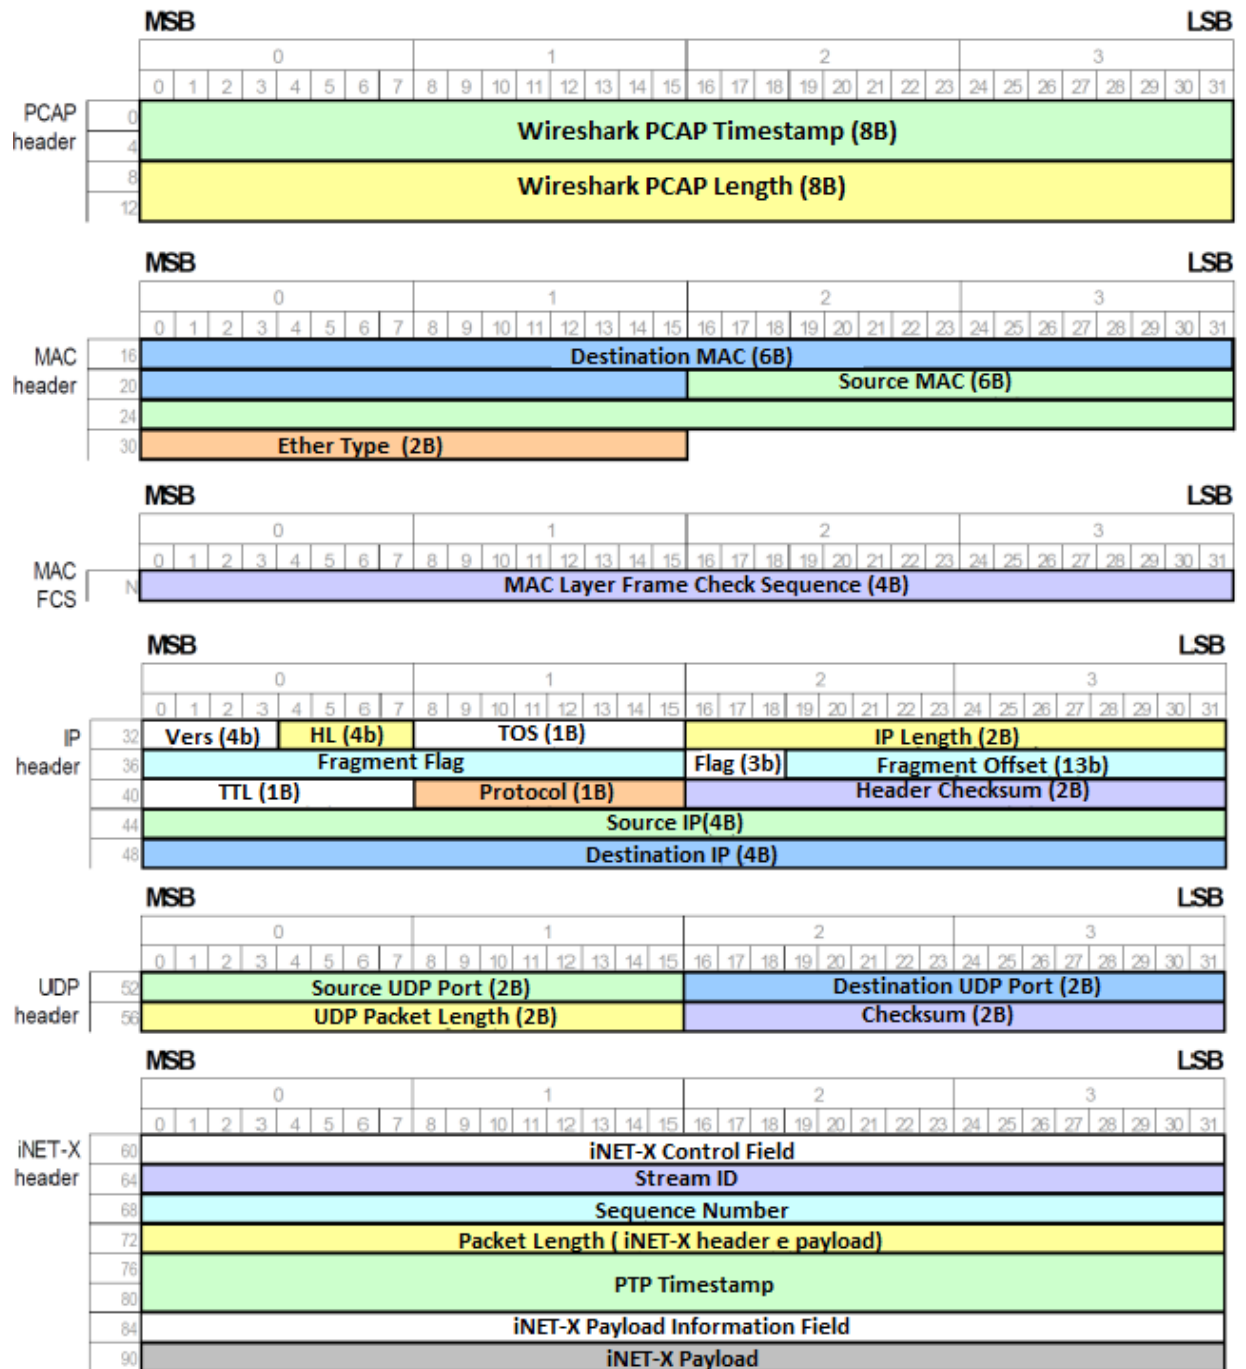 MSB LSB
0 1 2 3
0 1 2 3 4 5 6 7 8 9 10 11 12 13 14 15 16 17 18 19 20 21 22 23 24 25 26 27 28 29 30 31
PCAP header
0
4
Wireshark PCAP Timestamp (8B)
8
12
Wireshark PCAP Length (8B)
MSB LSB
0 1 2 3
0 1 2 3 4 5 6 7 8 9 10 11 12 13 14 15 16 17 18 19 20 21 22 23 24 25 26 27 28 29 30 31
MAC header
16 Destination MAC (6B)
20 Source MAC (6B)
24
30 Ether Type (2B)
MSB LSB
0 1 2 3
0 1 2 3 4 5 6 7 8 9 10 11 12 13 14 15 16 17 18 19 20 21 22 23 24 25 26 27 28 29 30 31
MAC FCS
N MAC Layer Frame Check Sequence (4B)
MSB LSB
0 1 2 3
0 1 2 3 4 5 6 7 8 9 10 11 12 13 14 15 16 17 18 19 20 21 22 23 24 25 26 27 28 29 30 31
IP header
32 Vers (4b) HL (4b) TOS (1B) IP Length (2B)
36 Fragment Flag Flag (3b) Fragment Offset (13b)
40 TTL (1B) Protocol (1B) Header Checksum (2B)
44 Source IP(4B)
48 Destination IP (4B)
MSB LSB
0 1 2 3
0 1 2 3 4 5 6 7 8 9 10 11 12 13 14 15 16 17 18 19 20 21 22 23 24 25 26 27 28 29 30 31
UDP header
52 Source UDP Port (2B) Destination UDP Port (2B)
56 UDP Packet Length (2B) Checksum (2B)
MSB LSB
0 1 2 3
0 1 2 3 4 5 6 7 8 9 10 11 12 13 14 15 16 17 18 19 20 21 22 23 24 25 26 27 28 29 30 31
iNET-X header
60 iNET-X Control Field
64 Stream ID
68 Sequence Number
72 Packet Length ( iNET-X header e payload)
76
80
PTP Timestamp
84 iNET-X Payload Information Field
90 iNET-X Payload